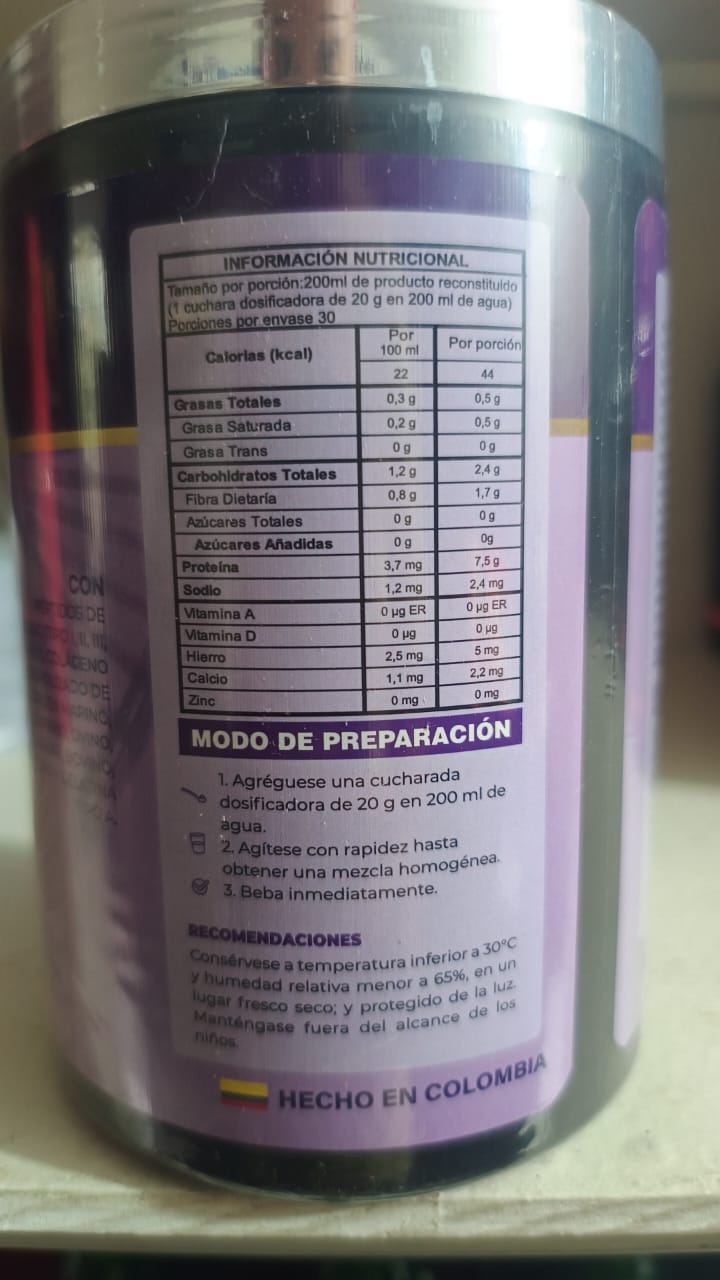 INFORMACIÓN NUTRICIONAL
Tamaño por porción:200ml de producto reconstituido
(1 cuchara dosificadora de 20 g en 200 ml de agua)
Porciones por envase 30
Calorías (kcal) Por 100 ml Por porción
22 44
Grasas Totales 0,3 g 0,5 g
Grasa Saturada 0,2 g 0,5 g
Grasa Trans 0 g 0 g
Carbohidratos Totales 1,2 g 2,4 g
Fibra Dietaría 0,8 g 1,7 g
Azúcares Totales 0 g 0 g
Azúcares Añadidas 0 g 0g
Proteína 3,7 mg 7,5 g
Sodio 1,2 mg 2,4 mg
Vitamina A 0 µg ER 0 µg ER
Vitamina D 0 µg 0 µg
Hierro 2,5 mg 5 mg
Calcio 1,1 mg 2,2 mg
Zinc 0 mg 0 mg
MODO DE PREPARACIÓN
1. Agréguese una cucharada
dosificadora de 20 g en 200 ml de
agua.
2. Agítese con rapidez hasta
obtener una mezcla homogénea.
3. Beba inmediatamente.
RECOMENDACIONES
Consérvese a temperatura inferior a 30°C
y humedad relativa menor a 65%, en un
lugar fresco seco; y protegido de la luz.
Manténgase fuera del alcance de los
niños.
HECHO EN COLOMBIA
CON
DE